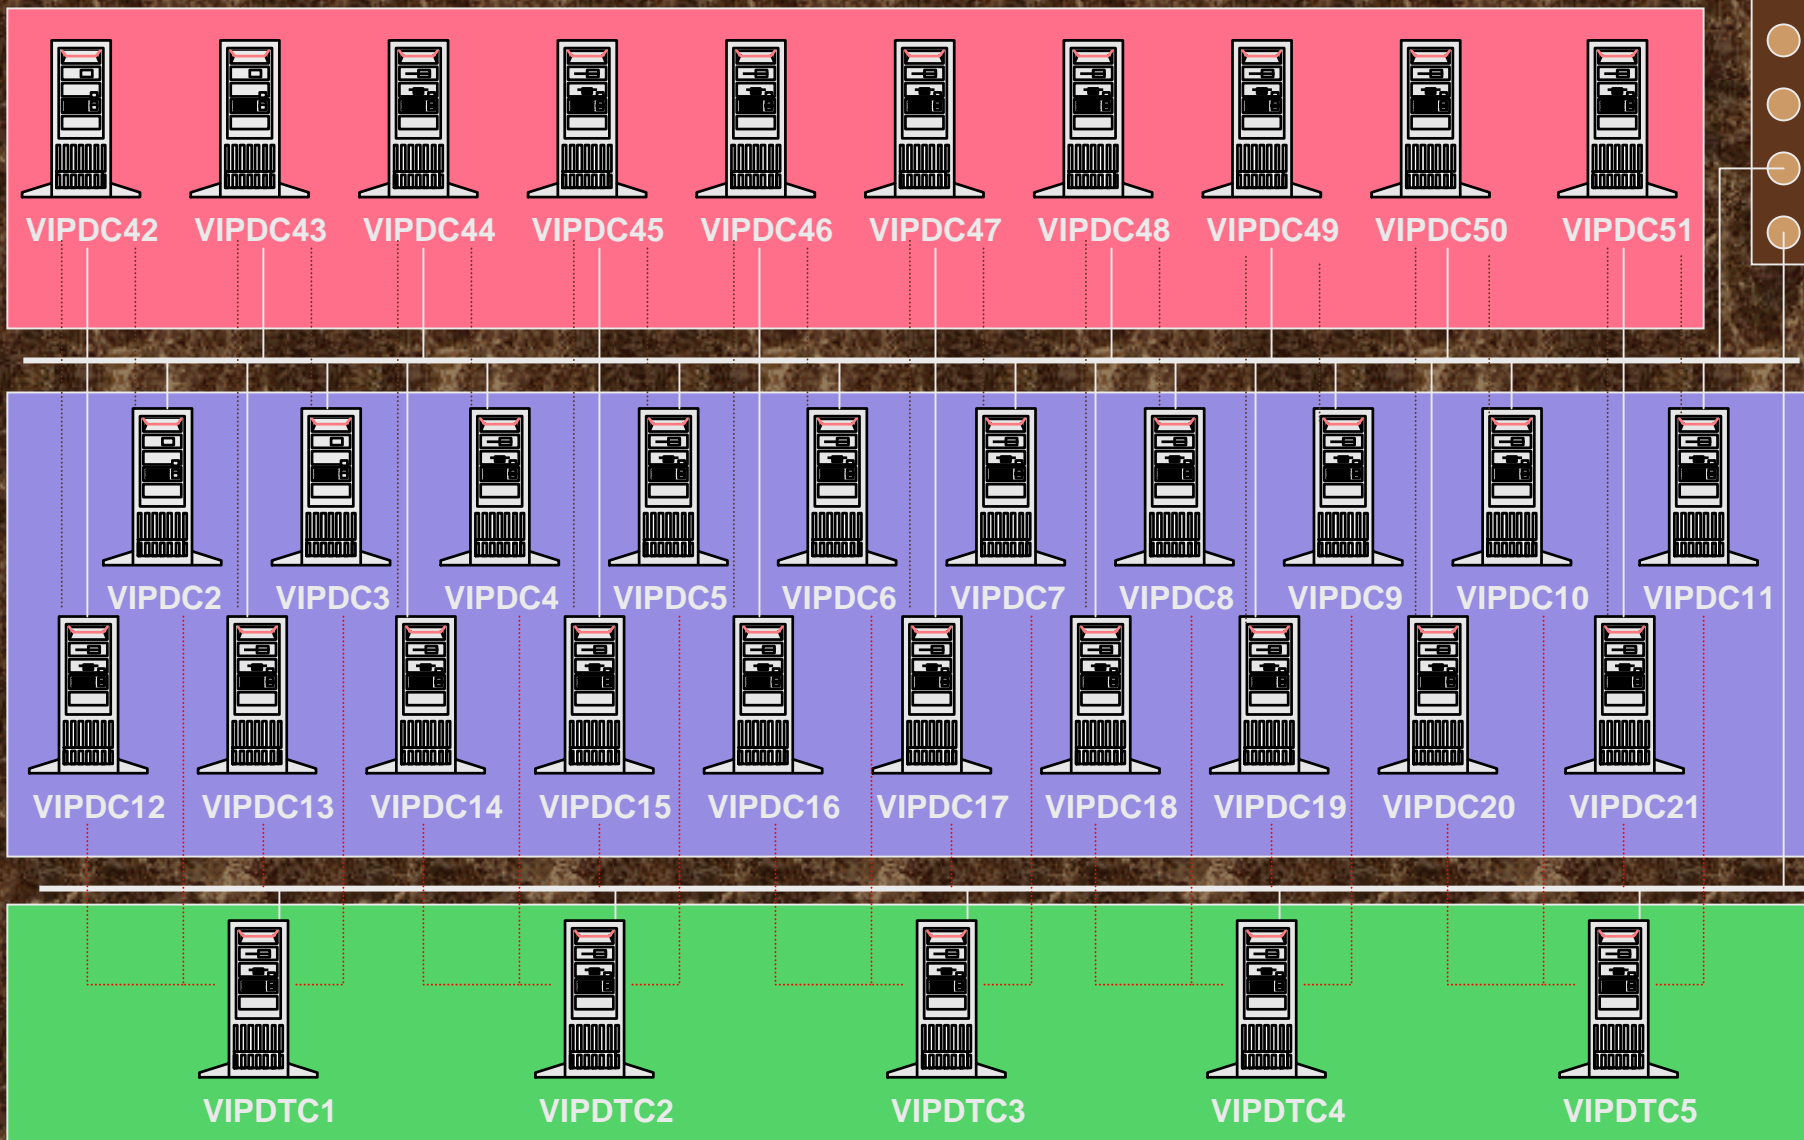 VIPDC42 VIPDC43 VIPDC44 VIPDC45 VIPDC46 VIPDC47 VIPDC48 VIPDC49 VIPDC50 VIPDC51
VIPDC2 VIPDC3 VIPDC4 VIPDC5 VIPDC6 VIPDC7 VIPDC8 VIPDC9 VIPDC10 VIPDC11
VIPDC12 VIPDC13 VIPDC14 VIPDC15 VIPDC16 VIPDC17 VIPDC18 VIPDC19 VIPDC20 VIPDC21
VIPDTC1 VIPDTC2 VIPDTC3 VIPDTC4 VIPDTC5